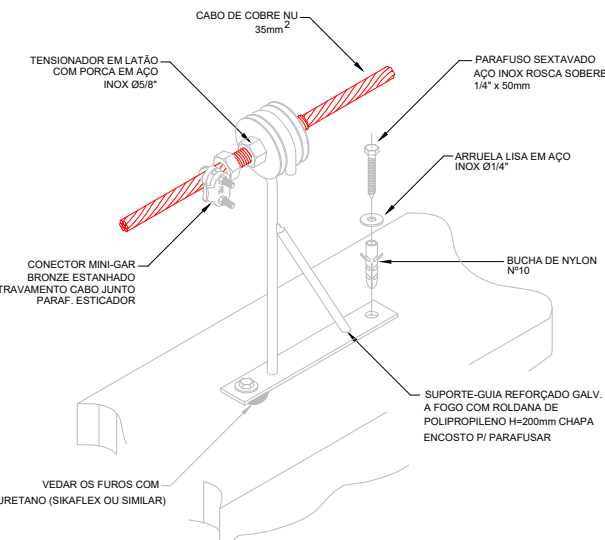 CABO DE COBRE NU
35mm²
TENSIONADOR EM LATÃO
COM PORCA EM AÇO
INOX Ø5/8"
PARAFUSO SEXTAVADO
AÇO INOX ROSCA SOBERB
1/4" x 50mm
ARRUELA LISA EM AÇO
INOX Ø1/4"
BUCHA DE NYLON
Nº10
CONECTOR MINI-GAR
BRONZE ESTANHADO
TRAVAMENTO CABO JUNTO
PARAF. ESTICADOR
SUPORTE-GUIA REFORÇADO GALV.
A FOGO COM ROLDANA DE
POLIPROPILENO H=200mm CHAPA
ENCOSTO P/ PARAFUSAR
VEDAR OS FUROS COM
URETANO (SIKAFLEX OU SIMILAR)